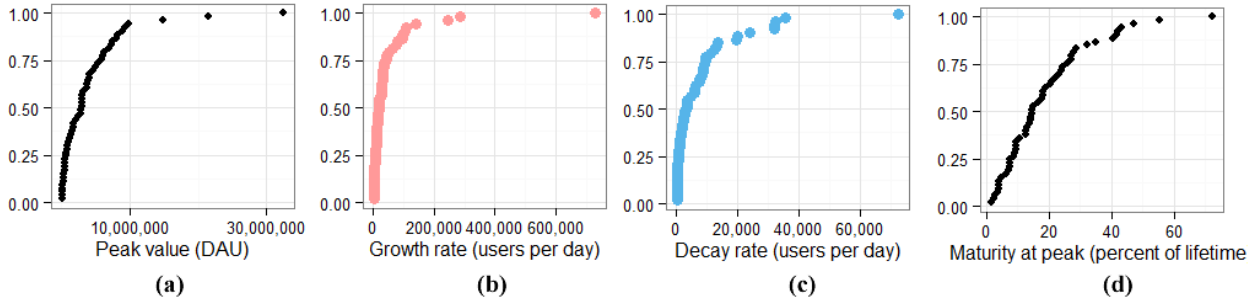 1.00
0.75
0.50
0.25
0.00
10,000,000 30,000,000
Peak value (DAU)
(a)
1.00
0.75
0.50
0.25
0.00
0 200,000 400,000 600,000
Growth rate (users per day)
(b)
1.00
0.75
0.50
0.25
0.00
0 20,000 40,000 60,000
Decay rate (users per day)
(c)
1.00
0.75
0.50
0.25
0.00
0 20 40 60
Maturity at peak (percent of lifetime
(d)